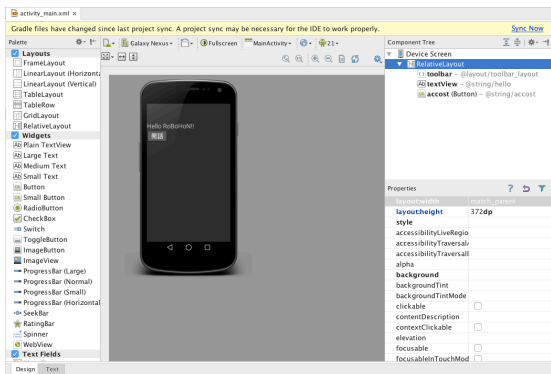 activity_main.xml ×
Gradle files have changed since last project sync. A project sync may be necessary for the IDE to work properly.
Sync Now
Palette
Galaxy Nexus
Fullscreen
MainActivity
21
Component Tree
Layouts
FrameLayout
LinearLayout (Horizonta
LinearLayout (Vertical)
TableLayout
TableRow
GridLayout
RelativeLayout
Widgets
Plain TextView
Large Text
Medium Text
Small Text
Button
Small Button
RadioButton
CheckBox
Switch
ToggleButton
ImageButton
ImageView
ProgressBar (Large)
ProgressBar (Normal)
ProgressBar (Small)
ProgressBar (Horizontal
SeekBar
RatingBar
Spinner
WebView
Text Fields
Hello RoBoHoN!!
発話
Device Screen
RelativeLayout
toolbar – @layout/toolbar_layout
textView – @string/hello
accost (Button) – @string/accost
Properties
layout:width match_parent
layout:height 372dp
style
accessibilityLiveRegio
accessibilityTraversalA
accessibilityTraversalB
alpha
background
backgroundTint
backgroundTintMode
clickable
contentDescription
contextClickable
elevation
focusable
focusableInTouchMod
Design Text